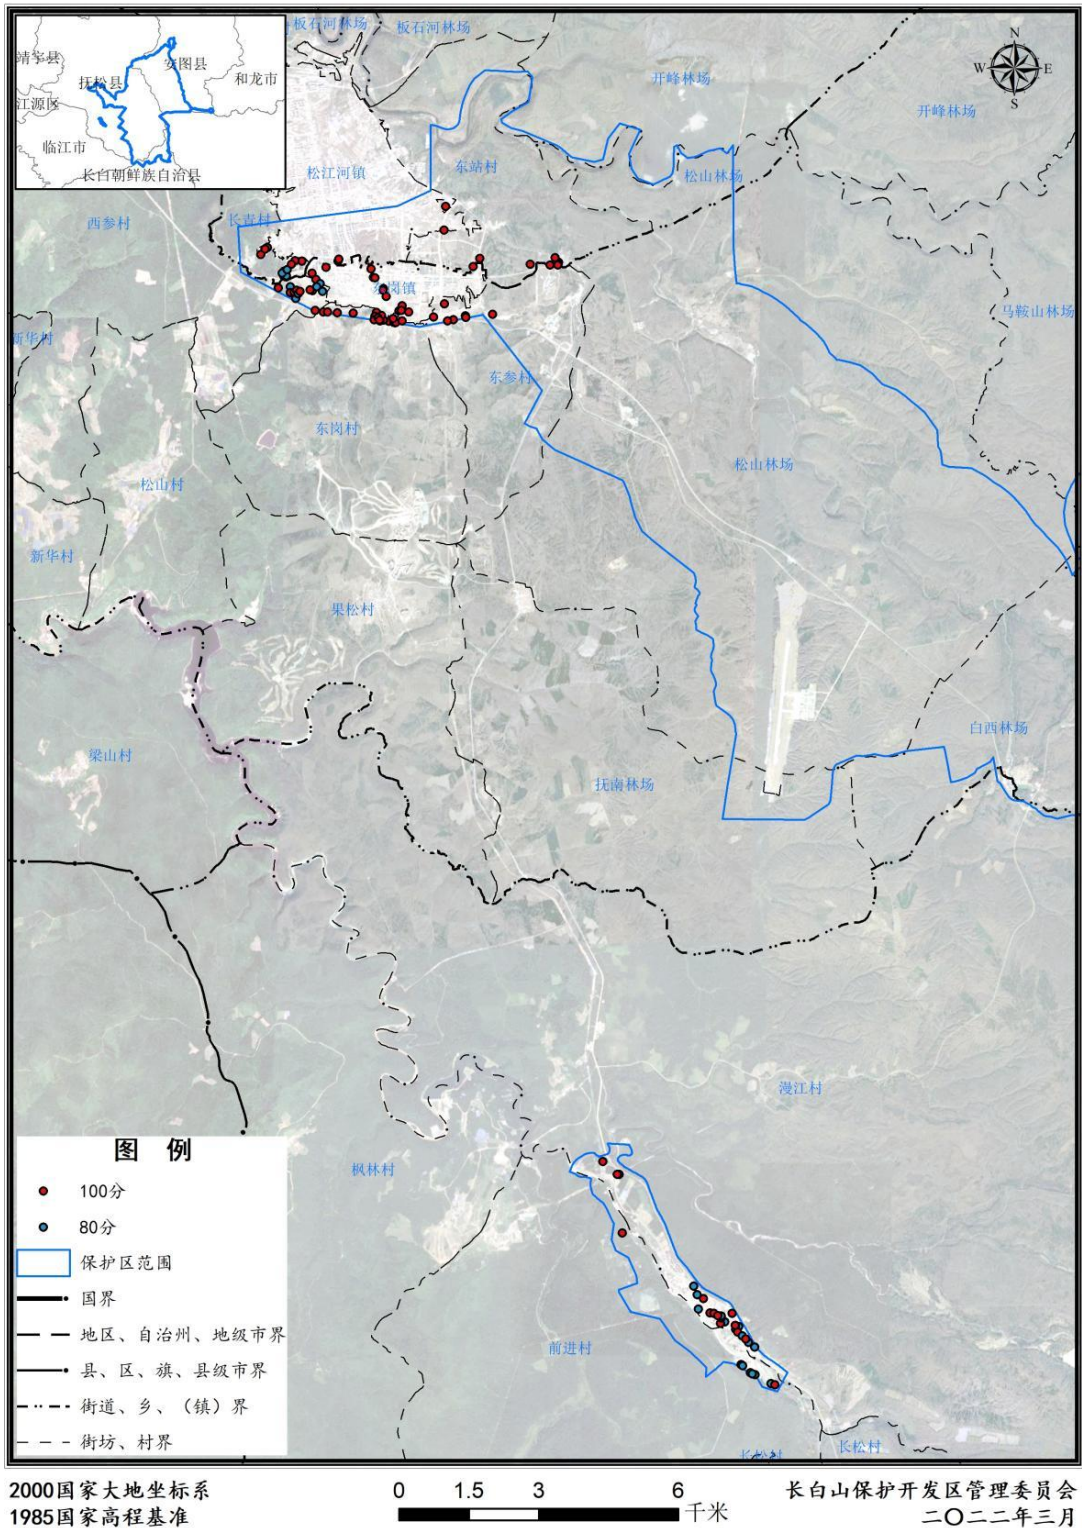 板石河林场
板石河林场
N
W
E
S
靖宇县
抚松县
安图县
和龙市
江源区
临江市
长白朝鲜族自治县
开峰林场
开峰林场
松江河镇
东站村
松山林场
西参村
长青村
东岗镇
马鞍山林场
新华村
东参村
东岗村
松山林场
松山村
新华村
果松村
白西林场
梁山村
抚南林场
漫江村
枫林村
前进村
长松村
长松村
图 例
100分
80分
保护区范围
国界
地区、自治州、地级市界
县、区、旗、县级市界
街道、乡、（镇）界
街坊、村界
2000国家大地坐标系
1985国家高程基准
0 1.5 3 6
千米
长白山保护开发区管理委员会
二〇二二年三月